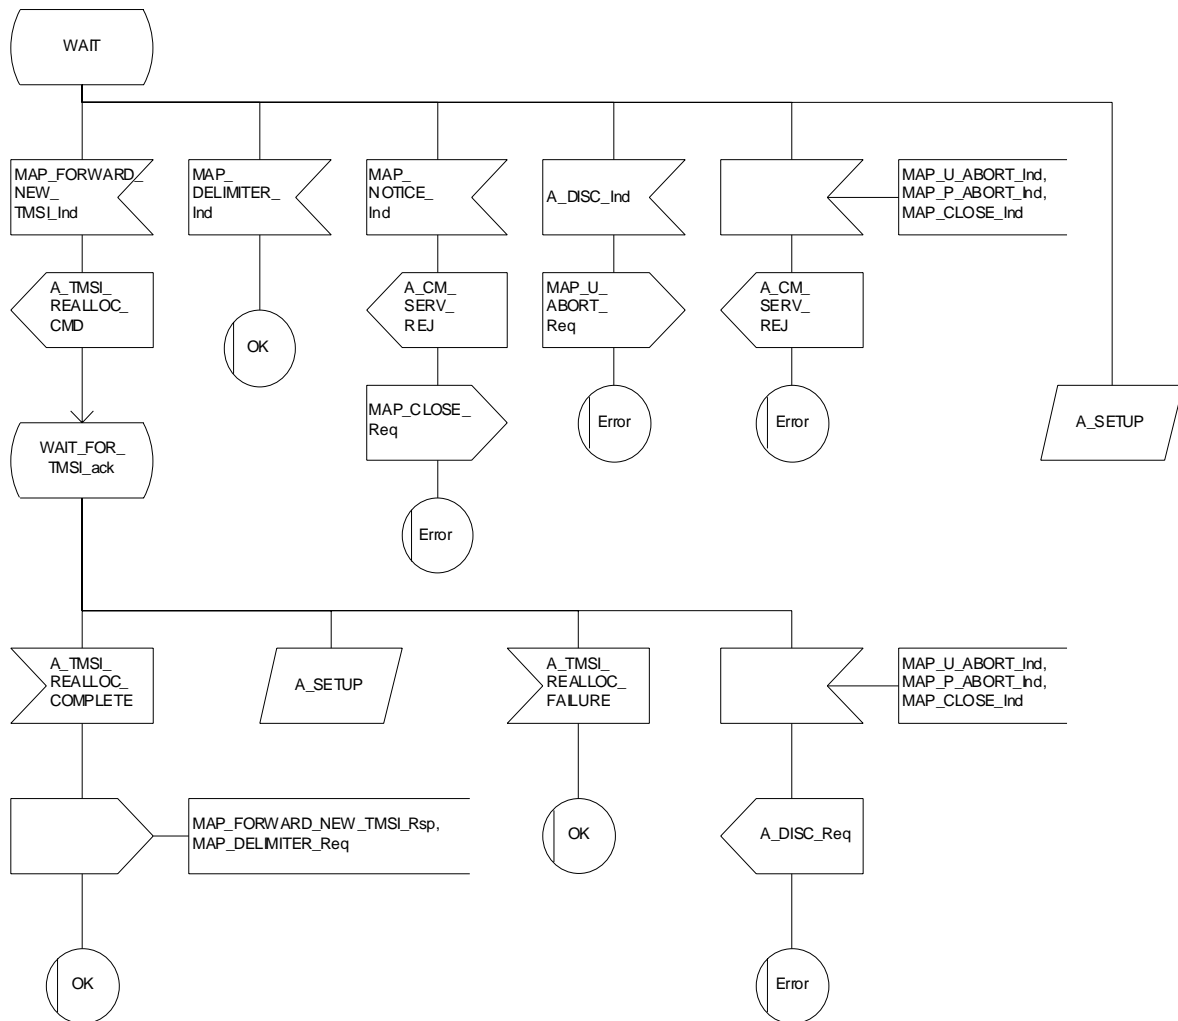 WAIT
MAP_FORWARD_
NEW_
TMSI_Ind
MAP_
DELIMITER_
Ind
MAP_
NOTICE_
Ind
A_DISC_Ind
MAP_U_ABORT_Ind,
MAP_P_ABORT_Ind,
MAP_CLOSE_Ind
A_TMSI_
REALLOC_
CMD
OK
A_CM_
SERV_
REJ
MAP_U_
ABORT_
Req
A_CM_
SERV_
REJ
MAP_CLOSE_
Req
Error
Error
A_SETUP
WAIT_FOR_
TMSI_ack
Error
A_TMSI_
REALLOC_
COMPLETE
A_SETUP
A_TMSI_
REALLOC_
FAILURE
MAP_U_ABORT_Ind,
MAP_P_ABORT_Ind,
MAP_CLOSE_Ind
MAP_FORWARD_NEW_TMSI_Rsp,
MAP_DELIMITER_Req
OK
A_DISC_Req
OK
Error